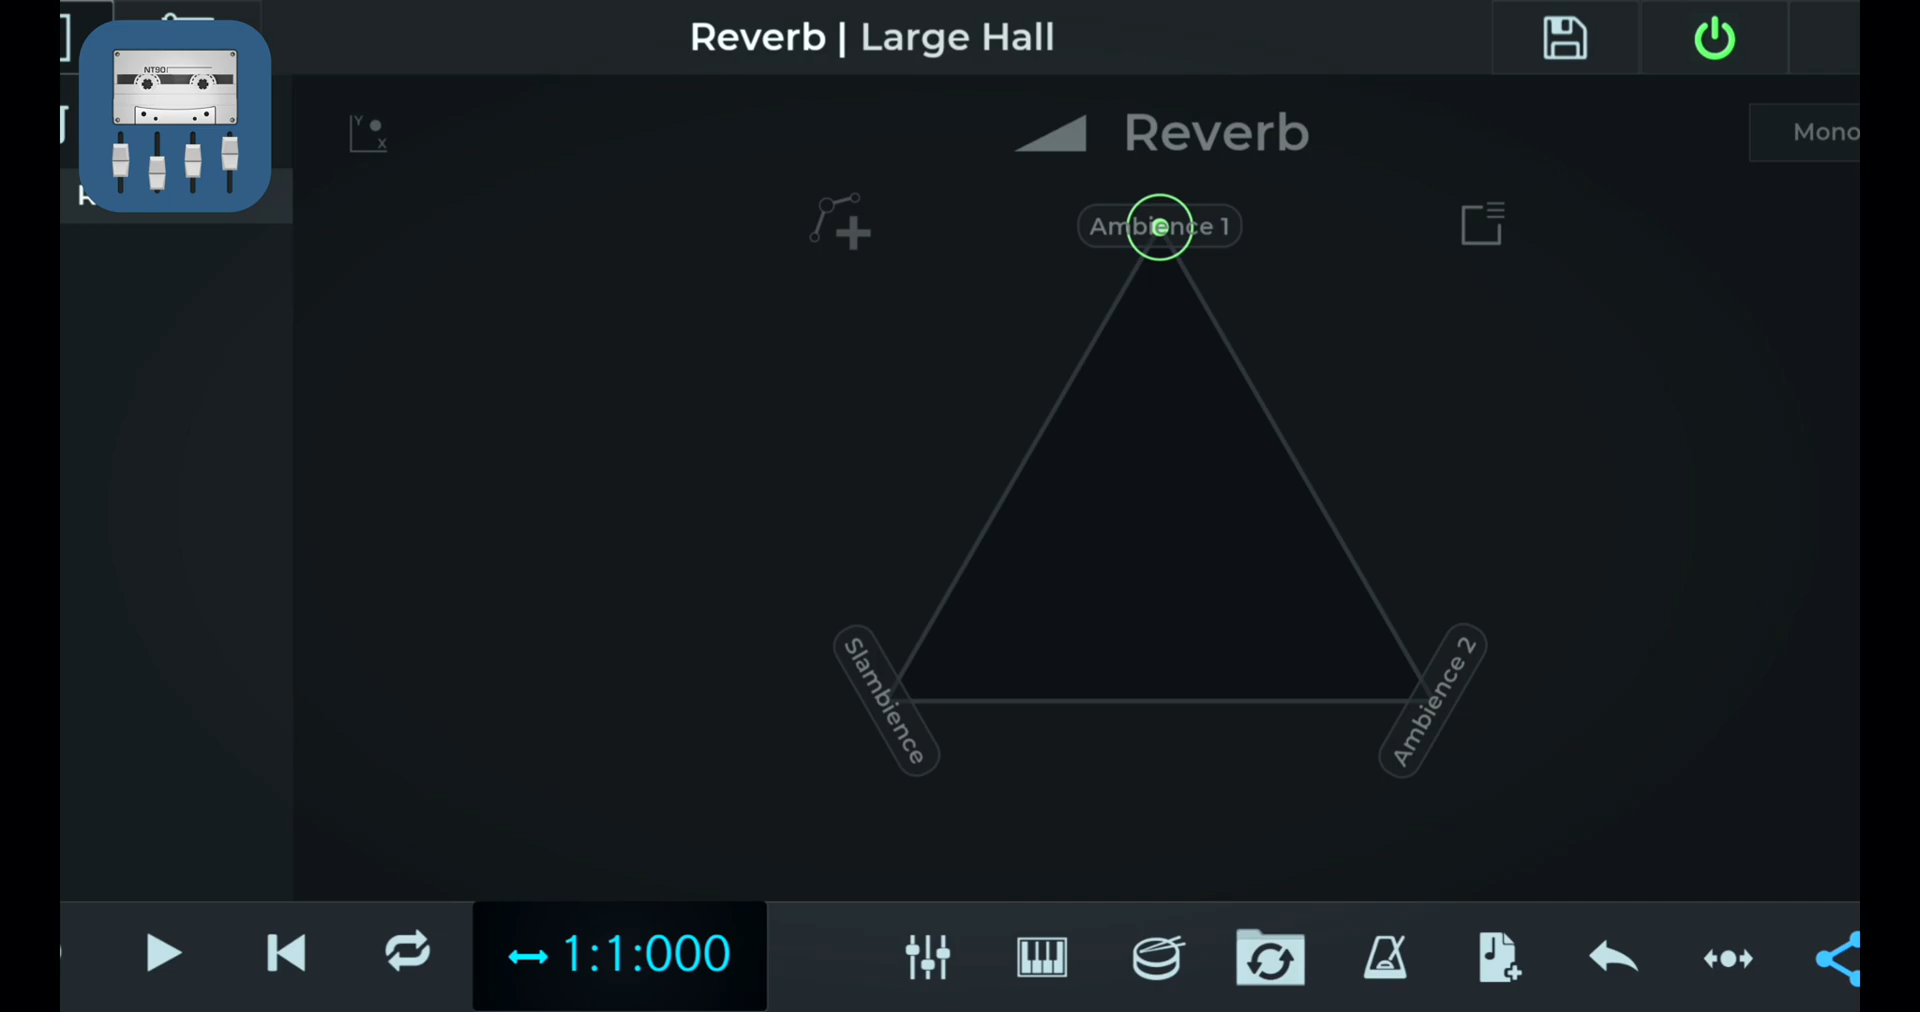 Reverb | Large Hall
NT90
Y
X
Reverb
Mono
Ambience 1
Slambience
Ambience 2
1:1:000